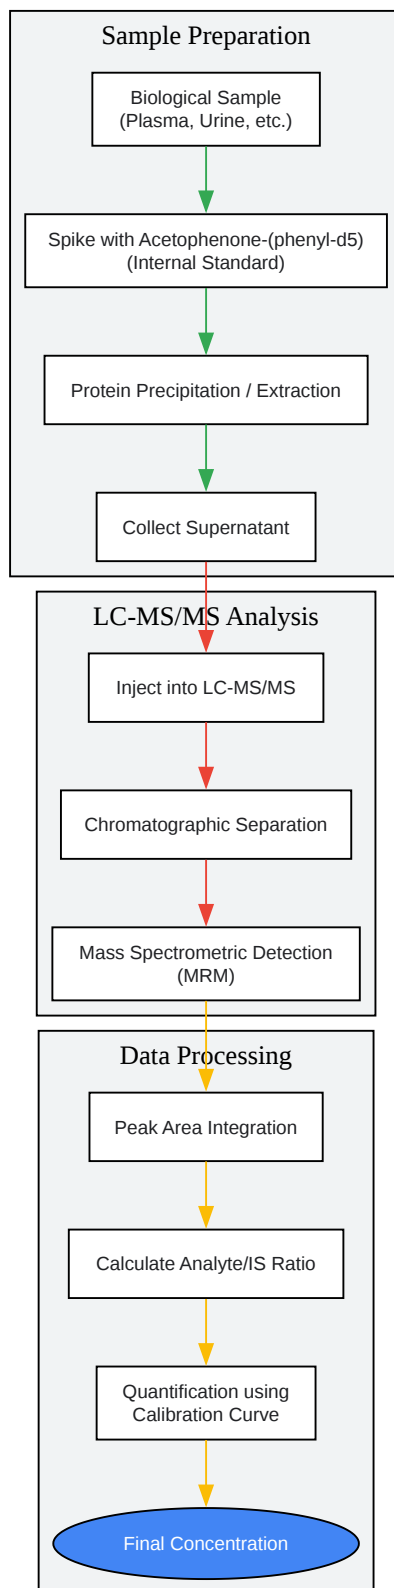 Sample Preparation
Biological Sample
(Plasma, Urine, etc.)
Spike with Acetophenone-(phenyl-d5)
(Internal Standard)
Protein Precipitation / Extraction
Collect Supernatant
LC-MS/MS Analysis
Inject into LC-MS/MS
Chromatographic Separation
Mass Spectrometric Detection
(MRM)
Data Processing
Peak Area Integration
Calculate Analyte/IS Ratio
Quantification using
Calibration Curve
Final Concentration